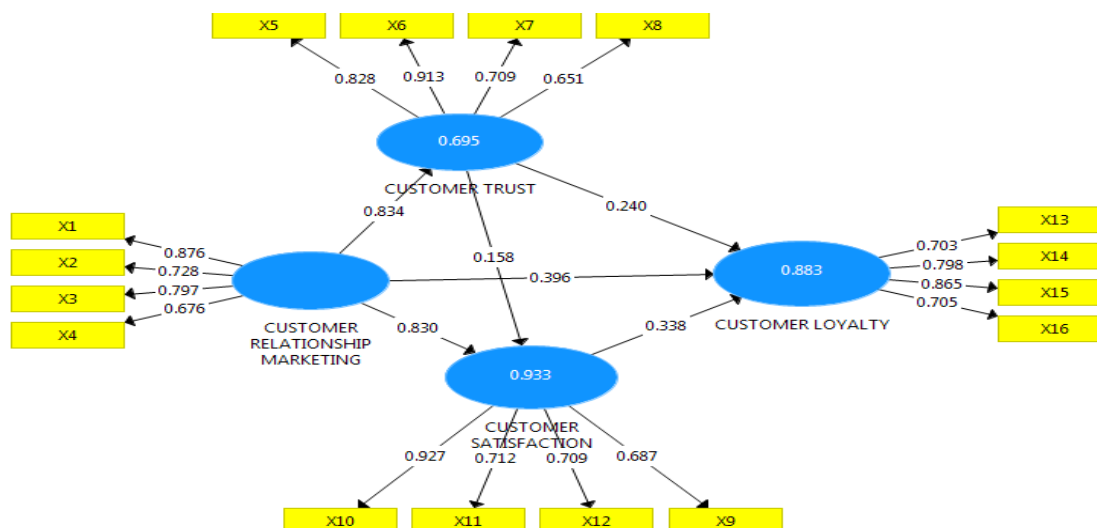 X5 X6 X7 X8
0.828 0.913 0.709 0.651
0.695
CUSTOMER TRUST
0.834 0.240
X1
X2
X3
X4
0.876
0.728
0.797
0.676
0.158
0.396
CUSTOMER
RELATIONSHIP
MARKETING
0.830
0.338
0.883
CUSTOMER LOYALTY
0.703
0.798
0.865
0.705
X13
X14
X15
X16
0.933
CUSTOMER
SATISFACTION
0.927 0.712 0.709 0.687
X10 X11 X12 X9